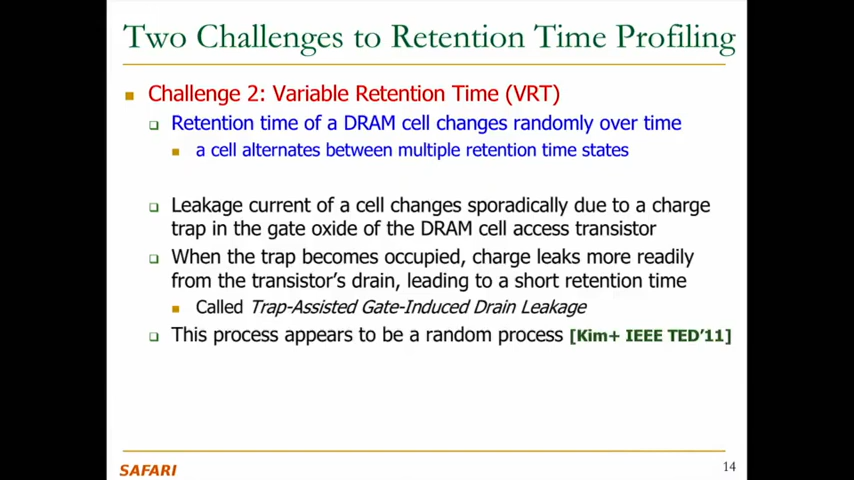 Two Challenges to Retention Time Profiling
Challenge 2: Variable Retention Time (VRT)
Retention time of a DRAM cell changes randomly over time
a cell alternates between multiple retention time states
Leakage current of a cell changes sporadically due to a charge
trap in the gate oxide of the DRAM cell access transistor
When the trap becomes occupied, charge leaks more readily
from the transistor's drain, leading to a short retention time
Called Trap-Assisted Gate-Induced Drain Leakage
This process appears to be a random process [Kim+ IEEE TED'11]
SAFARI
14